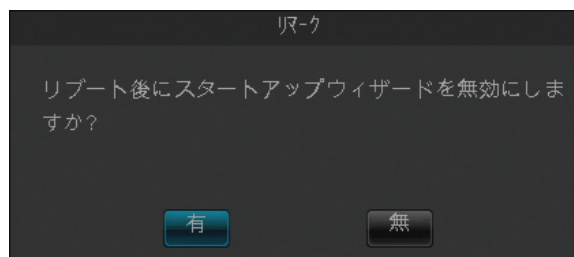 ﾘﾏｰｸ
リブート後にスタートアップウィザードを無効にしま
すか?
有
無